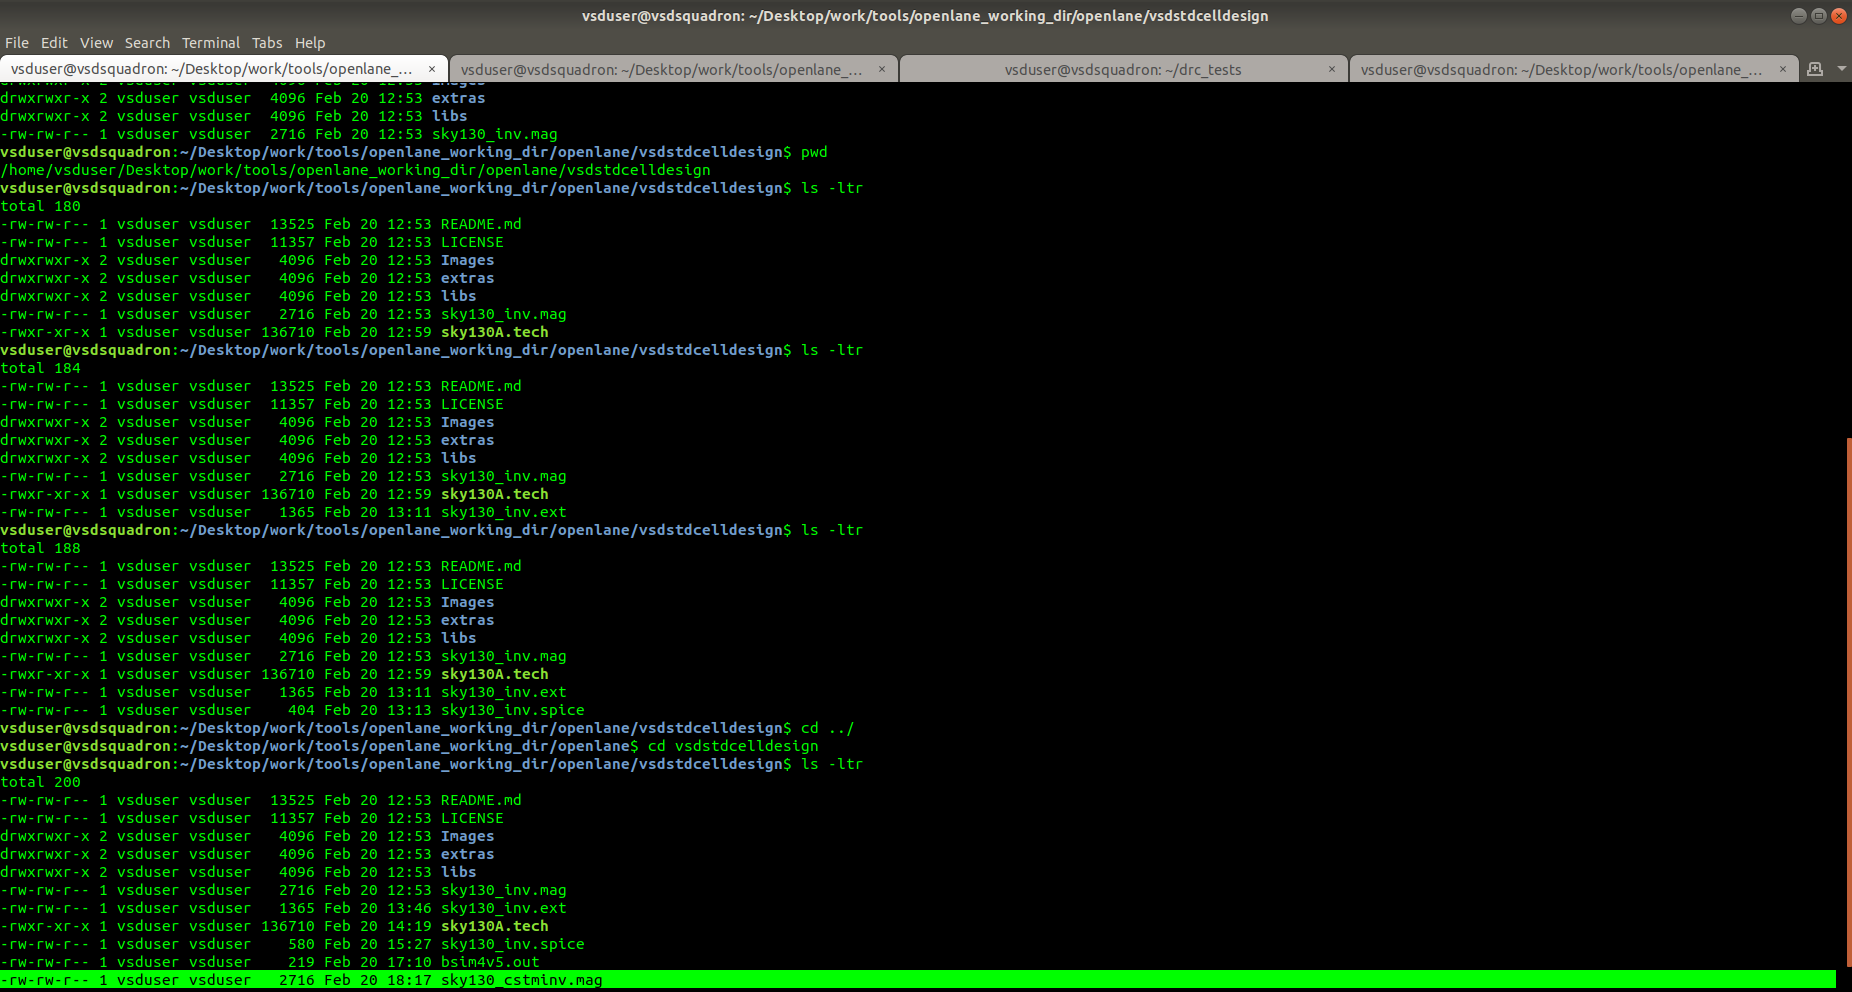 vsduser@vsdsquadron: ~/Desktop/work/tools/openlane_working_dir/openlane/vsdstdcelldesign
File Edit View Search Terminal Tabs Help
vsduser@vsdsquadron: ~/Desktop/work/tools/openlane_... × vsduser@vsdsquadron: ~/Desktop/work/tools/openlane_... × vsduser@vsdsquadron: ~/drc_tests × vsduser@vsdsquadron: ~/Desktop/work/tools/openlane_... ×
drwxrwxr-x 2 vsduser vsduser  4096 Feb 20 12:53 Images
drwxrwxr-x 2 vsduser vsduser  4096 Feb 20 12:53 extras
drwxrwxr-x 2 vsduser vsduser  4096 Feb 20 12:53 libs
-rw-rw-r-- 1 vsduser vsduser  2716 Feb 20 12:53 sky130_inv.mag
vsduser@vsdsquadron:~/Desktop/work/tools/openlane_working_dir/openlane/vsdstdcelldesign$ pwd
/home/vsduser/Desktop/work/tools/openlane_working_dir/openlane/vsdstdcelldesign
vsduser@vsdsquadron:~/Desktop/work/tools/openlane_working_dir/openlane/vsdstdcelldesign$ ls -ltr
total 180
-rw-rw-r-- 1 vsduser vsduser  13525 Feb 20 12:53 README.md
-rw-rw-r-- 1 vsduser vsduser  11357 Feb 20 12:53 LICENSE
drwxrwxr-x 2 vsduser vsduser   4096 Feb 20 12:53 Images
drwxrwxr-x 2 vsduser vsduser   4096 Feb 20 12:53 extras
drwxrwxr-x 2 vsduser vsduser   4096 Feb 20 12:53 libs
-rw-rw-r-- 1 vsduser vsduser   2716 Feb 20 12:53 sky130_inv.mag
-rwxr-xr-x 1 vsduser vsduser 136710 Feb 20 12:59 sky130A.tech
vsduser@vsdsquadron:~/Desktop/work/tools/openlane_working_dir/openlane/vsdstdcelldesign$ ls -ltr
total 184
-rw-rw-r-- 1 vsduser vsduser  13525 Feb 20 12:53 README.md
-rw-rw-r-- 1 vsduser vsduser  11357 Feb 20 12:53 LICENSE
drwxrwxr-x 2 vsduser vsduser   4096 Feb 20 12:53 Images
drwxrwxr-x 2 vsduser vsduser   4096 Feb 20 12:53 extras
drwxrwxr-x 2 vsduser vsduser   4096 Feb 20 12:53 libs
-rw-rw-r-- 1 vsduser vsduser   2716 Feb 20 12:53 sky130_inv.mag
-rwxr-xr-x 1 vsduser vsduser 136710 Feb 20 12:59 sky130A.tech
-rw-rw-r-- 1 vsduser vsduser   1365 Feb 20 13:11 sky130_inv.ext
vsduser@vsdsquadron:~/Desktop/work/tools/openlane_working_dir/openlane/vsdstdcelldesign$ ls -ltr
total 188
-rw-rw-r-- 1 vsduser vsduser  13525 Feb 20 12:53 README.md
-rw-rw-r-- 1 vsduser vsduser  11357 Feb 20 12:53 LICENSE
drwxrwxr-x 2 vsduser vsduser   4096 Feb 20 12:53 Images
drwxrwxr-x 2 vsduser vsduser   4096 Feb 20 12:53 extras
drwxrwxr-x 2 vsduser vsduser   4096 Feb 20 12:53 libs
-rw-rw-r-- 1 vsduser vsduser   2716 Feb 20 12:53 sky130_inv.mag
-rwxr-xr-x 1 vsduser vsduser 136710 Feb 20 12:59 sky130A.tech
-rw-rw-r-- 1 vsduser vsduser   1365 Feb 20 13:11 sky130_inv.ext
-rw-rw-r-- 1 vsduser vsduser    404 Feb 20 13:13 sky130_inv.spice
vsduser@vsdsquadron:~/Desktop/work/tools/openlane_working_dir/openlane/vsdstdcelldesign$ cd ../
vsduser@vsdsquadron:~/Desktop/work/tools/openlane_working_dir/openlane$ cd vsdstdcelldesign
vsduser@vsdsquadron:~/Desktop/work/tools/openlane_working_dir/openlane/vsdstdcelldesign$ ls -ltr
total 200
-rw-rw-r-- 1 vsduser vsduser  13525 Feb 20 12:53 README.md
-rw-rw-r-- 1 vsduser vsduser  11357 Feb 20 12:53 LICENSE
drwxrwxr-x 2 vsduser vsduser   4096 Feb 20 12:53 Images
drwxrwxr-x 2 vsduser vsduser   4096 Feb 20 12:53 extras
drwxrwxr-x 2 vsduser vsduser   4096 Feb 20 12:53 libs
-rw-rw-r-- 1 vsduser vsduser   2716 Feb 20 12:53 sky130_inv.mag
-rw-rw-r-- 1 vsduser vsduser   1365 Feb 20 13:46 sky130_inv.ext
-rwxr-xr-x 1 vsduser vsduser 136710 Feb 20 14:19 sky130A.tech
-rw-rw-r-- 1 vsduser vsduser    580 Feb 20 15:27 sky130_inv.spice
-rw-rw-r-- 1 vsduser vsduser    219 Feb 20 17:10 bsim4v5.out
-rw-rw-r-- 1 vsduser vsduser   2716 Feb 20 18:17 sky130_cstminv.mag